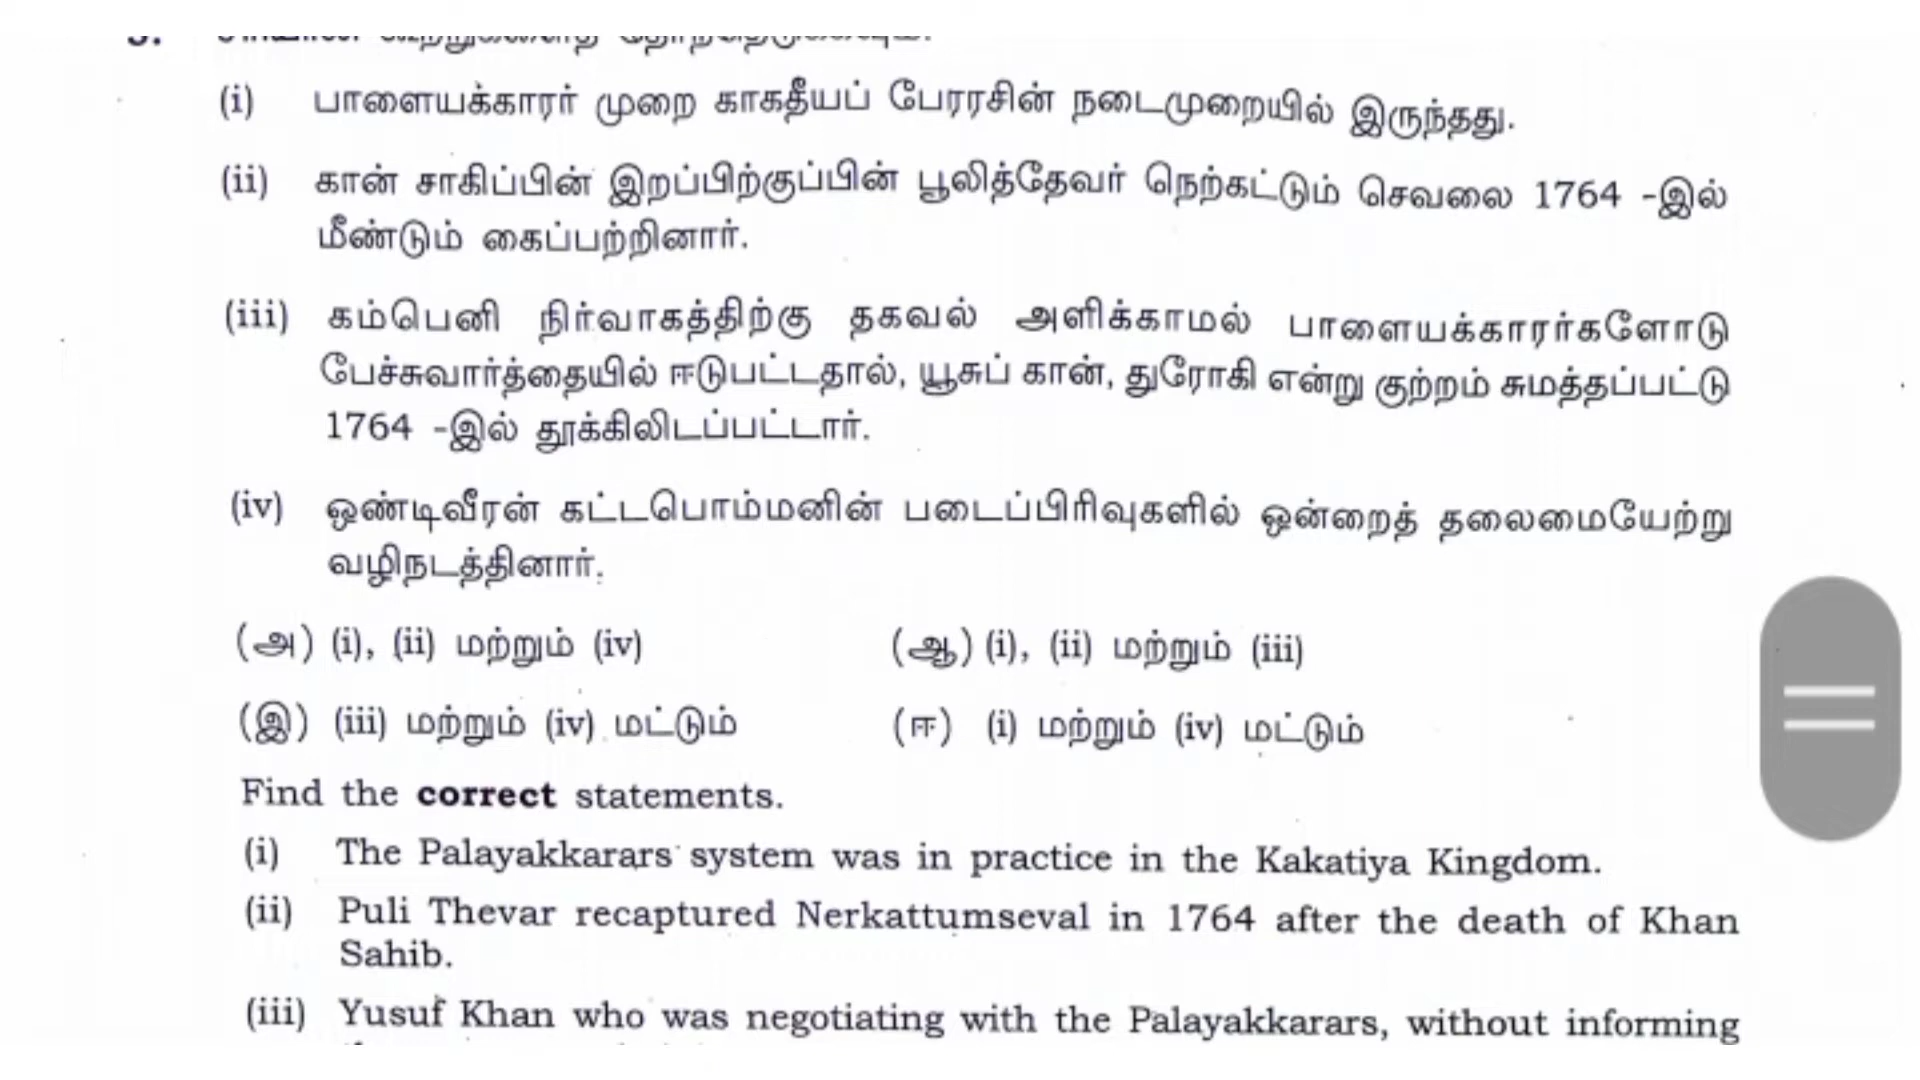 (i) பாளையக்காரர் முறை காகதீயப் பேரரசின் நடைமுறையில் இருந்தது.
(ii) கான் சாகிப்பின் இறப்பிற்குப்பின் பூலித்தேவர் நெற்கட்டும் செவலை 1764 -இல்
மீண்டும் கைப்பற்றினார்.
(iii) கம்பெனி நிர்வாகத்திற்கு தகவல் அளிக்காமல் பாளையக்காரர்களோடு
பேச்சுவார்த்தையில் ஈடுபட்டதால், யூசுப் கான், துரோகி என்று குற்றம் சுமத்தப்பட்டு
1764 -இல் தூக்கிலிடப்பட்டார்.
(iv) ஒண்டிவீரன் கட்டபொம்மனின் படைப்பிரிவுகளில் ஒன்றைத் தலைமையேற்று
வழிநடத்தினார்.
(அ) (i), (ii) மற்றும் (iv) (ஆ) (i), (ii) மற்றும் (iii)
(இ) (iii) மற்றும் (iv) மட்டும் (ஈ) (i) மற்றும் (iv) மட்டும்
Find the correct statements.
(i) The Palayakkarars system was in practice in the Kakatiya Kingdom.
(ii) Puli Thevar recaptured Nerkattumseval in 1764 after the death of Khan
Sahib.
(iii) Yusuf Khan who was negotiating with the Palayakkarars, without informing